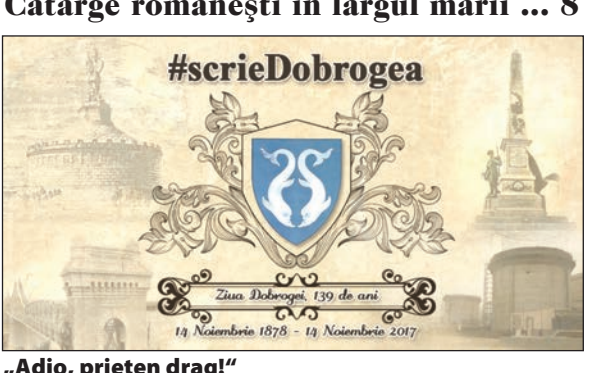 Catarge românești în largul mării ... 8
#scrieDobrogea
Ziua Dobrogei, 139 de ani
14 Noiembrie 1878 - 14 Noiembrie 2017
„Adio, prieten drag!“